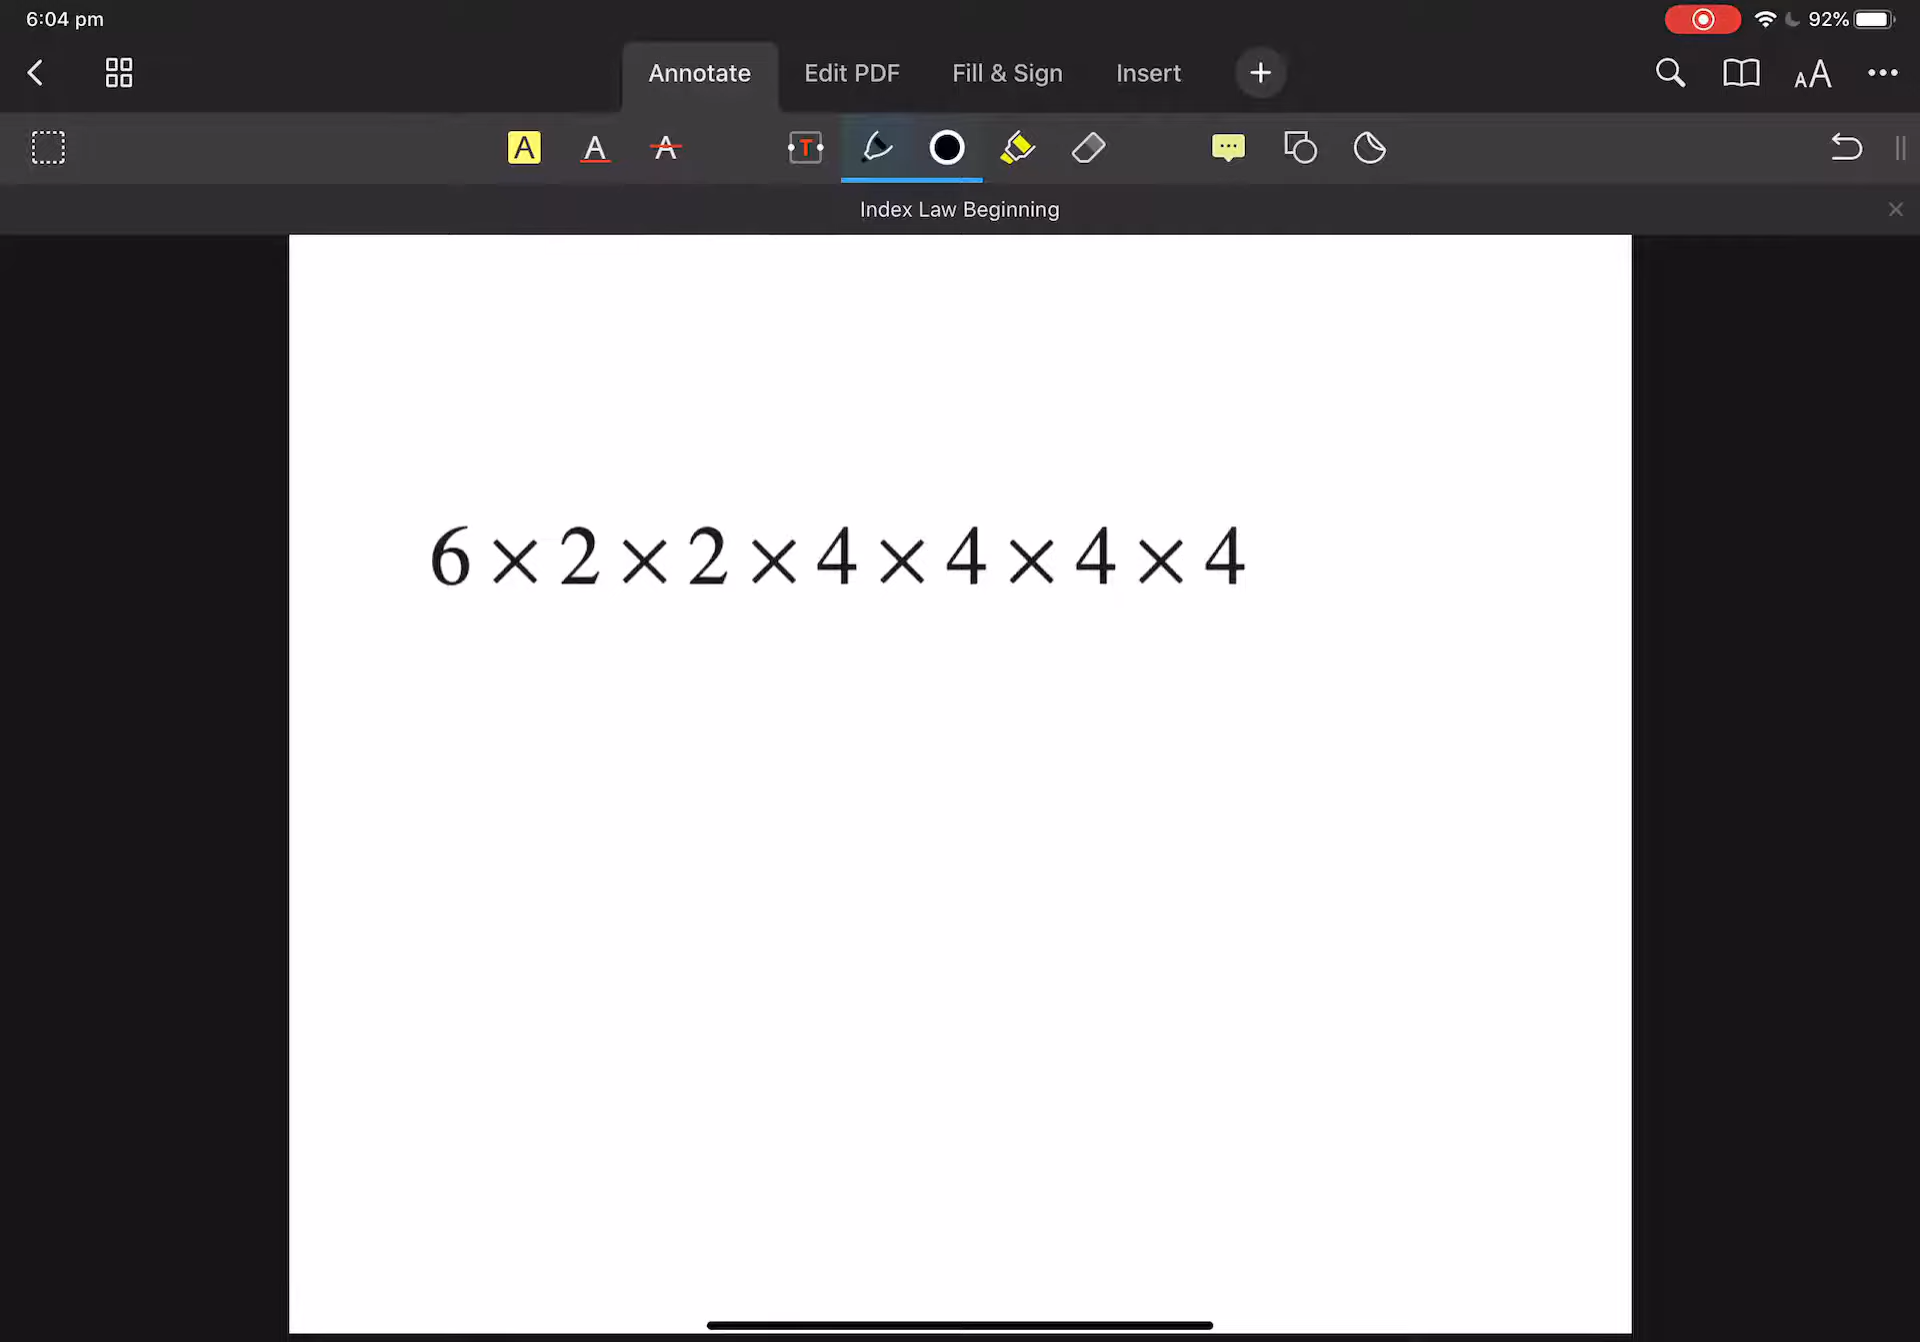 6:04 pm
92%
Annotate Edit PDF Fill & Sign Insert
A A A T
AA
Index Law Beginning
6 × 2 × 2 × 4 × 4 × 4 × 4